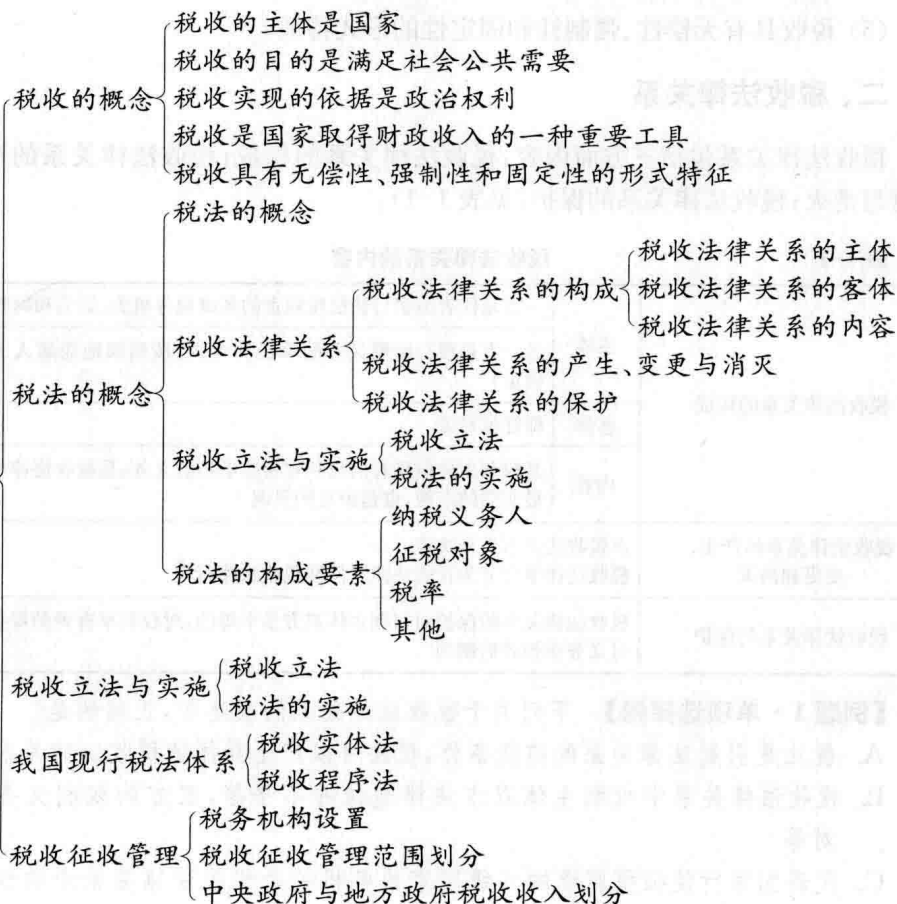 税收的主体是国家
税收的目的是满足社会公共需要
税收的概念
税收实现的依据是政治权利
税收是国家取得财政收入的一种重要工具
税收具有无偿性、强制性和固定性的形式特征
税法的概念
税收法律关系的主体
税收法律关系的构成
税收法律关系的客体
税收法律关系的内容
税收法律关系
税收法律关系的产生、变更与消灭
税法的概念
税收法律关系的保护
税收立法
税收立法与实施
税法的实施
纳税义务人
征税对象
税法的构成要素
税率
其他
税收立法
税收立法与实施
税法的实施
税收实体法
我国现行税法体系
税收程序法
税务机构设置
税收征收管理
税收征收管理范围划分
中央政府与地方政府税收收入划分